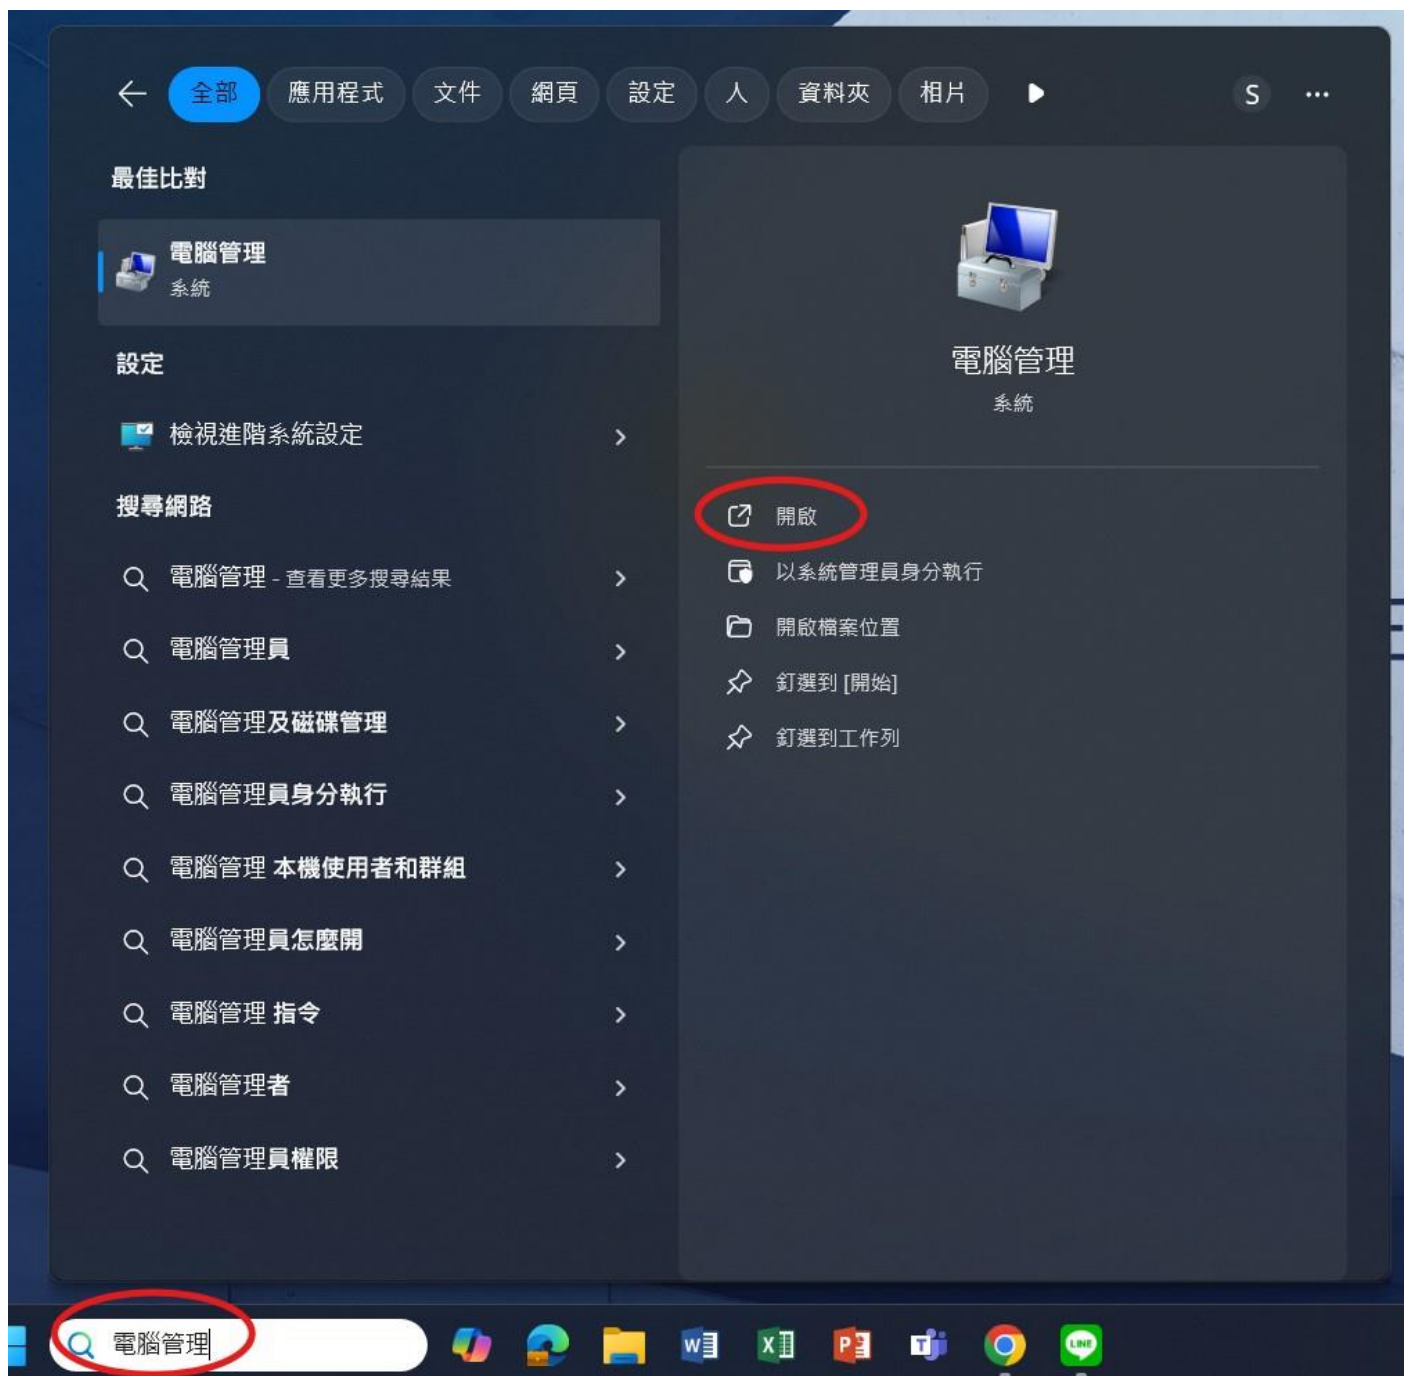 全部 應用程式 文件 網頁 設定 人 資料夾 相片 S
最佳比對
電腦管理
系統
設定
檢視進階系統設定
搜尋網路
電腦管理 - 查看更多搜尋結果
電腦管理員
電腦管理及磁碟管理
電腦管理員身分執行
電腦管理 本機使用者和群組
電腦管理員怎麼開
電腦管理 指令
電腦管理者
電腦管理員權限
電腦管理
系統
開啟
以系統管理員身分執行
開啟檔案位置
釘選到 [開始]
釘選到工作列
電腦管理